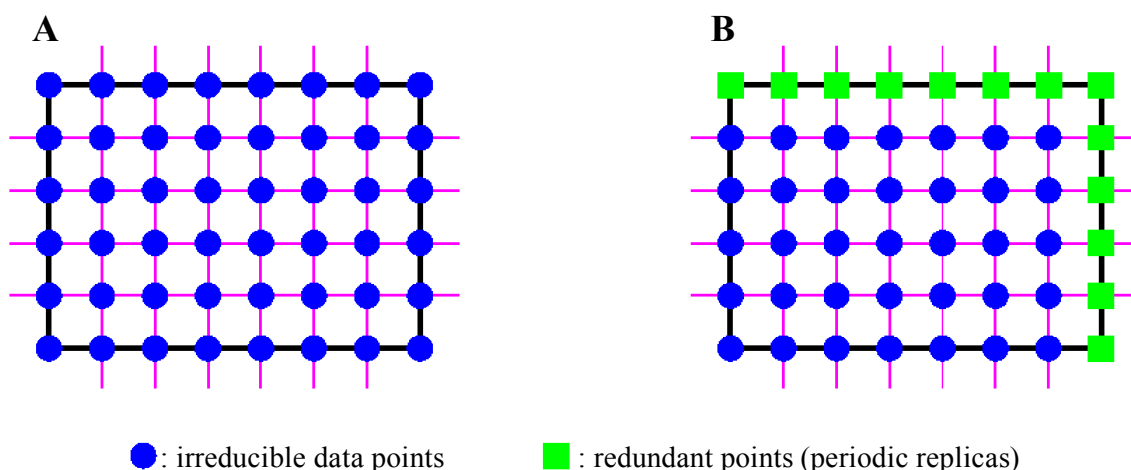 A
B
: irreducible data points
: redundant points (periodic replicas)